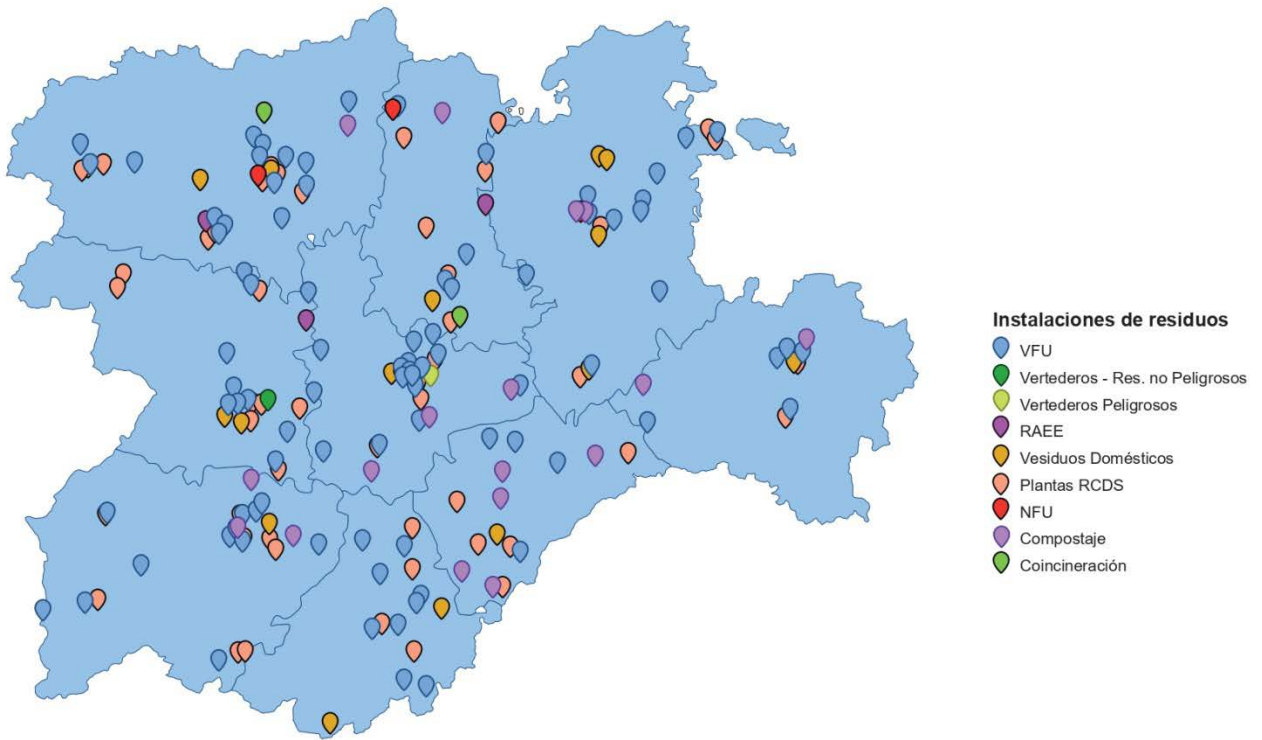 Instalaciones de residuos
VFU
Vertederos - Res. no Peligrosos
Vertederos Peligrosos
RAEE
Vesiduos Domésticos
Plantas RCDS
NFU
Compostaje
Coincineración